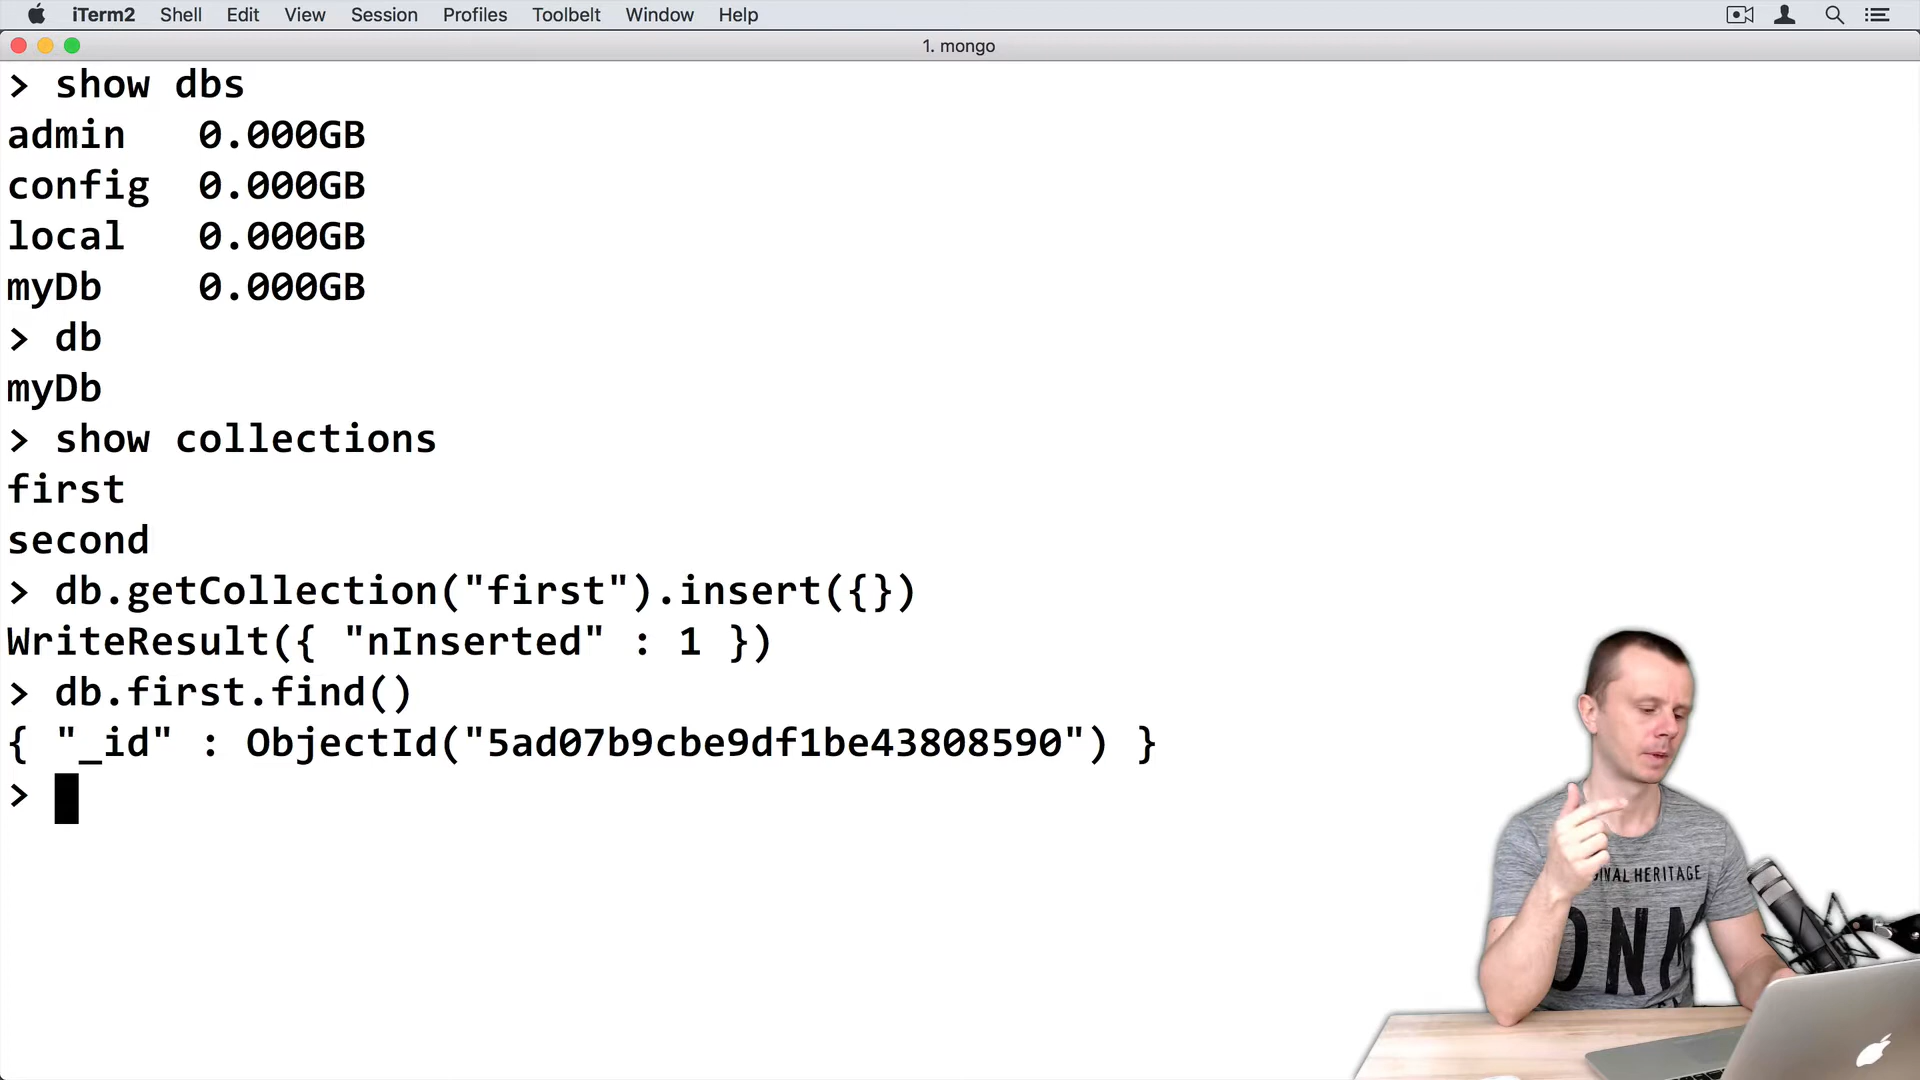 iTerm2 Shell Edit View Session Profiles Toolbelt Window Help
1. mongo
> show dbs
admin   0.000GB
config  0.000GB
local   0.000GB
myDb    0.000GB
> db
myDb
> show collections
first
second
> db.getCollection("first").insert({})
WriteResult({ "nInserted" : 1 })
> db.first.find()
{ "_id" : ObjectId("5ad07b9cbe9df1be43808590") }
>
HERITAGE